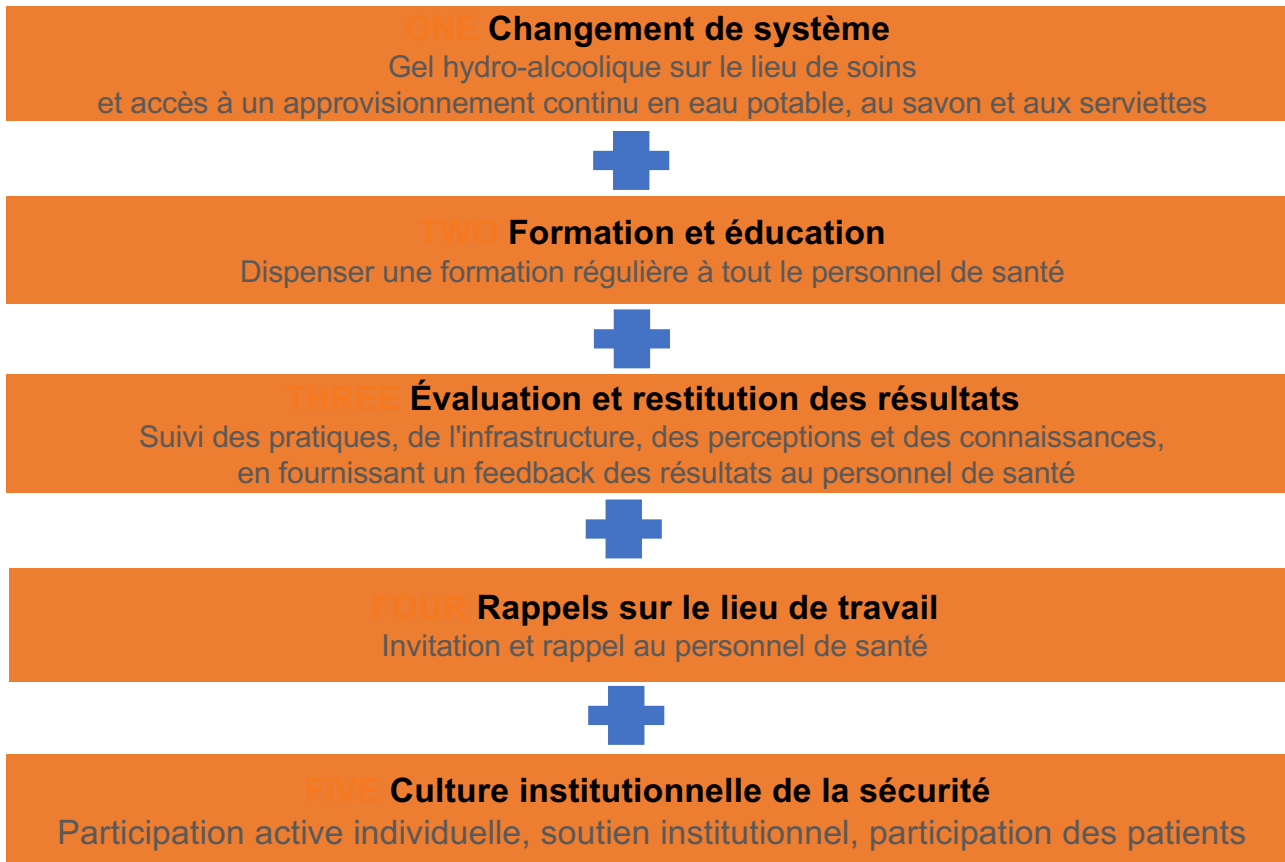 ONE Changement de système
Gel hydro-alcoolique sur le lieu de soins
et accès à un approvisionnement continu en eau potable, au savon et aux serviettes
TWO Formation et éducation
Dispenser une formation régulière à tout le personnel de santé
THREE Évaluation et restitution des résultats
Suivi des pratiques, de l'infrastructure, des perceptions et des connaissances,
en fournissant un feedback des résultats au personnel de santé
FOUR Rappels sur le lieu de travail
Invitation et rappel au personnel de santé
FIVE Culture institutionnelle de la sécurité
Participation active individuelle, soutien institutionnel, participation des patients